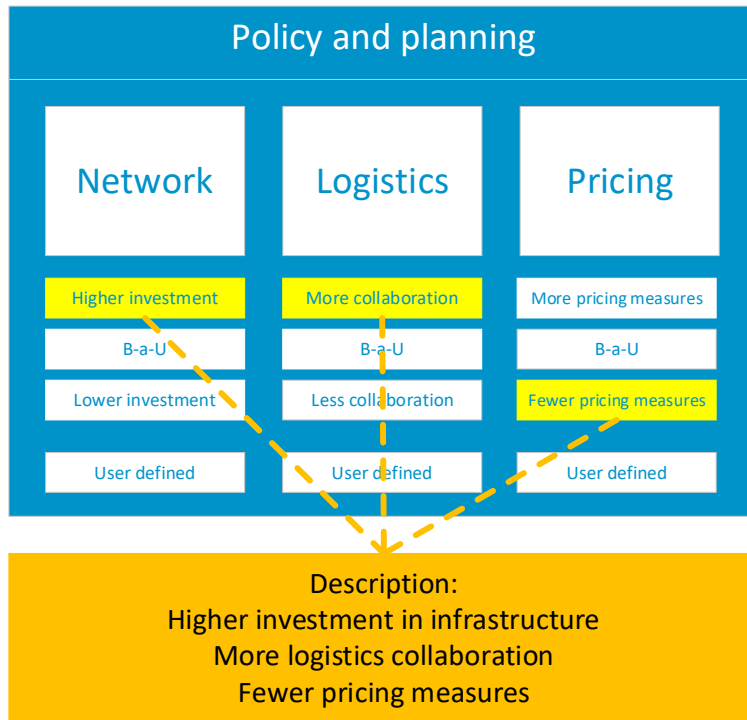 Policy and planning
Network
Logistics
Pricing
Higher investment
More collaboration
More pricing measures
B-a-U
B-a-U
B-a-U
Lower investment
Less collaboration
Fewer pricing measures
User defined
User defined
User defined
Description:
Higher investment in infrastructure
More logistics collaboration
Fewer pricing measures